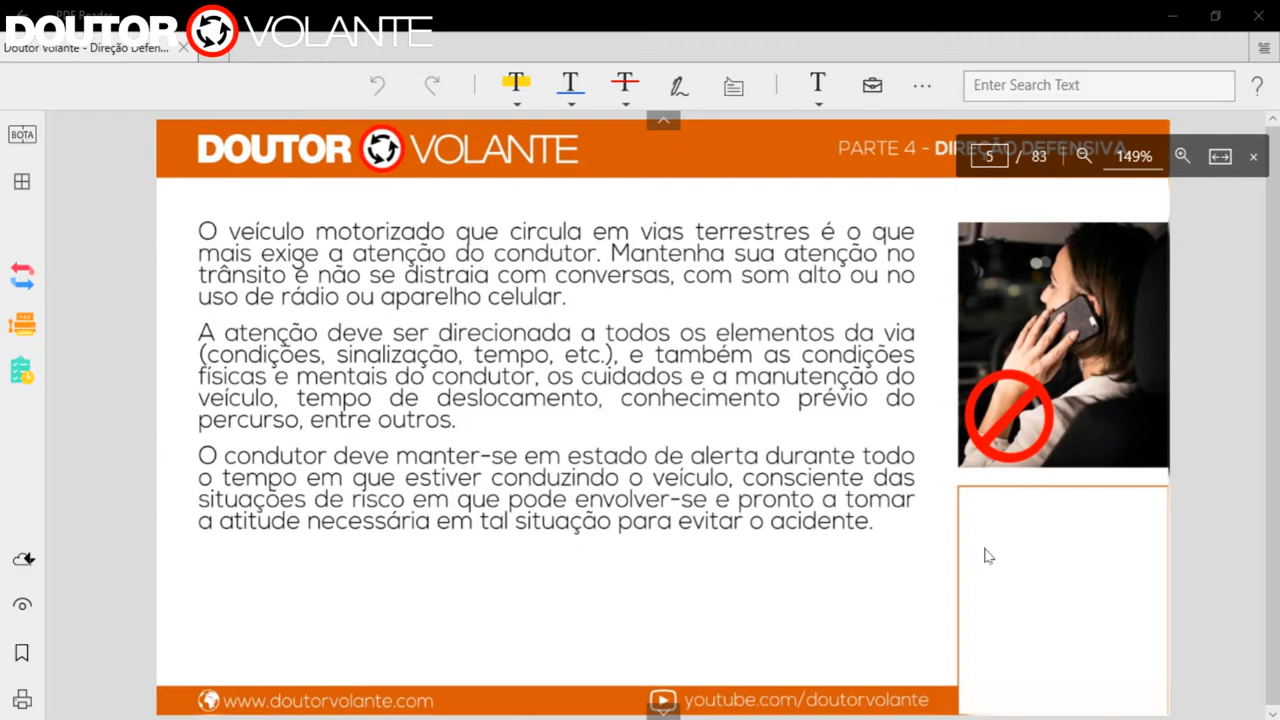 PDF Reader
DOUTOR VOLANTE
Doutor Volante - Direção Defen...
T T T T
Enter Search Text
?
BOTA
DOUTOR VOLANTE
PARTE 4 - DIREÇÃO DEFENSIVA
5 / 83
149%
O veículo motorizado que circula em vias terrestres é o que
mais exige a atenção do condutor. Mantenha sua atenção no
trânsito e não se distraia com conversas, com som alto ou no
uso de rádio ou aparelho celular.
A atenção deve ser direcionada a todos os elementos da via
(condições, sinalização, tempo, etc.), e também as condições
físicas e mentais do condutor, os cuidados e a manutenção do
veículo, tempo de deslocamento, conhecimento prévio do
percurso, entre outros.
O condutor deve manter-se em estado de alerta durante todo
o tempo em que estiver conduzindo o veículo, consciente das
situações de risco em que pode envolver-se e pronto a tomar
a atitude necessária em tal situação para evitar o acidente.
www.doutorvolante.com
youtube.com/doutorvolante